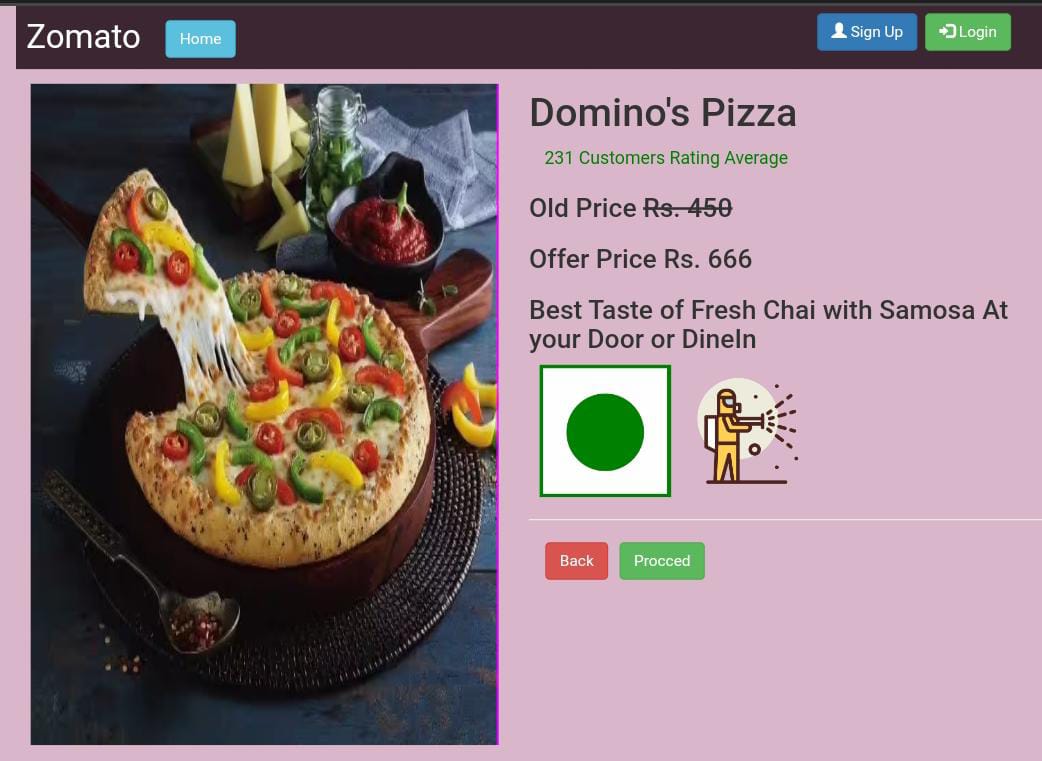 Zomato
Home
Sign Up
Login
Domino's Pizza
231 Customers Rating Average
Old Price Rs. 450
Offer Price Rs. 666
Best Taste of Fresh Chai with Samosa At
your Door or DineIn
Back
Procced